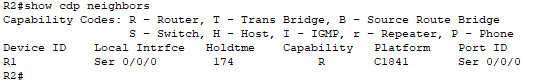 R2#show cdp neighbors
Capability Codes: R - Router, T - Trans Bridge, B - Source Route Bridge
S - Switch, H - Host, I - IGMP, r - Repeater, P - Phone
Device ID    Local Intrfce   Holdtme    Capability   Platform    Port ID
R1           Ser 0/0/0        174            R       C1841       Ser 0/0/0
R2#